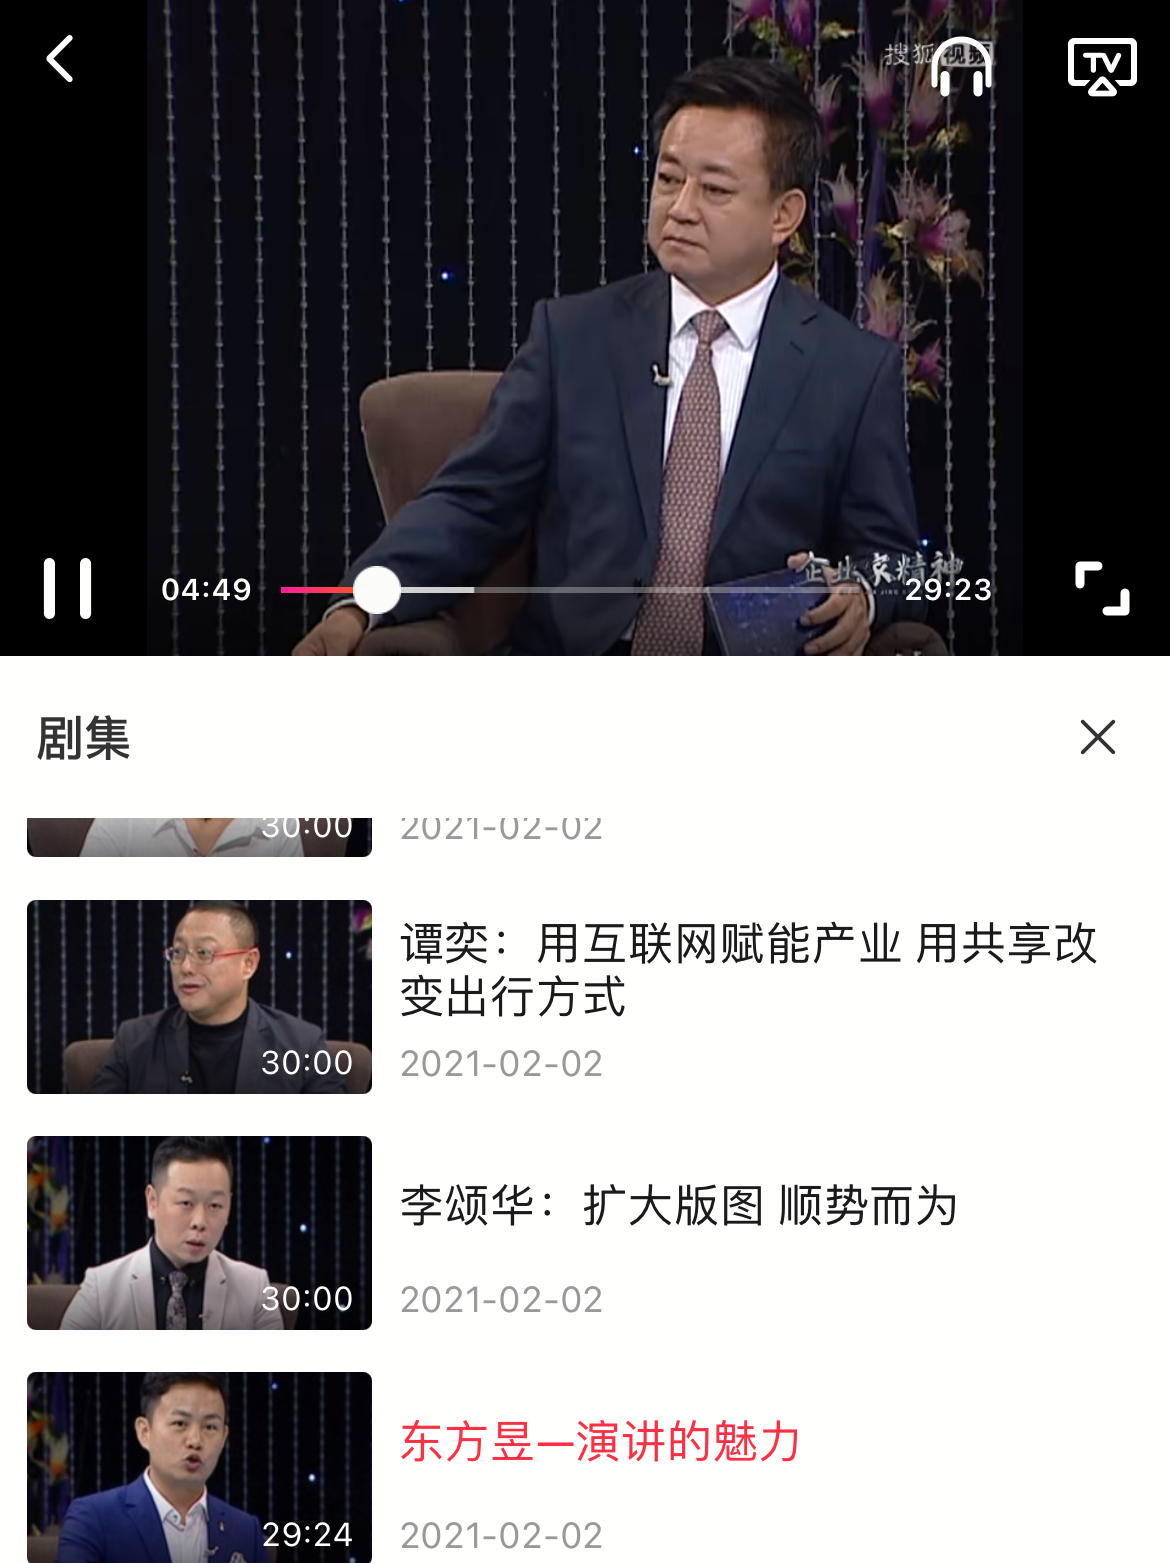 搜狐视频
TV
企业家精神
04:49
29:23
剧集
30:00
2021-02-02
谭奕：用互联网赋能产业 用共享改
变出行方式
30:00
2021-02-02
李颂华：扩大版图 顺势而为
30:00
2021-02-02
东方昱—演讲的魅力
29:24
2021-02-02